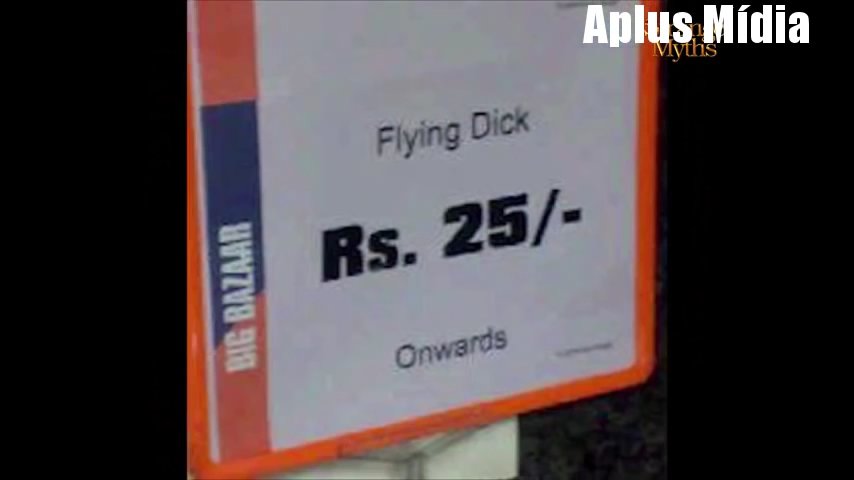 Aplus Mídia
Myths
Flying Dick
Rs. 25/-
Onwards
BIG BAZAAR